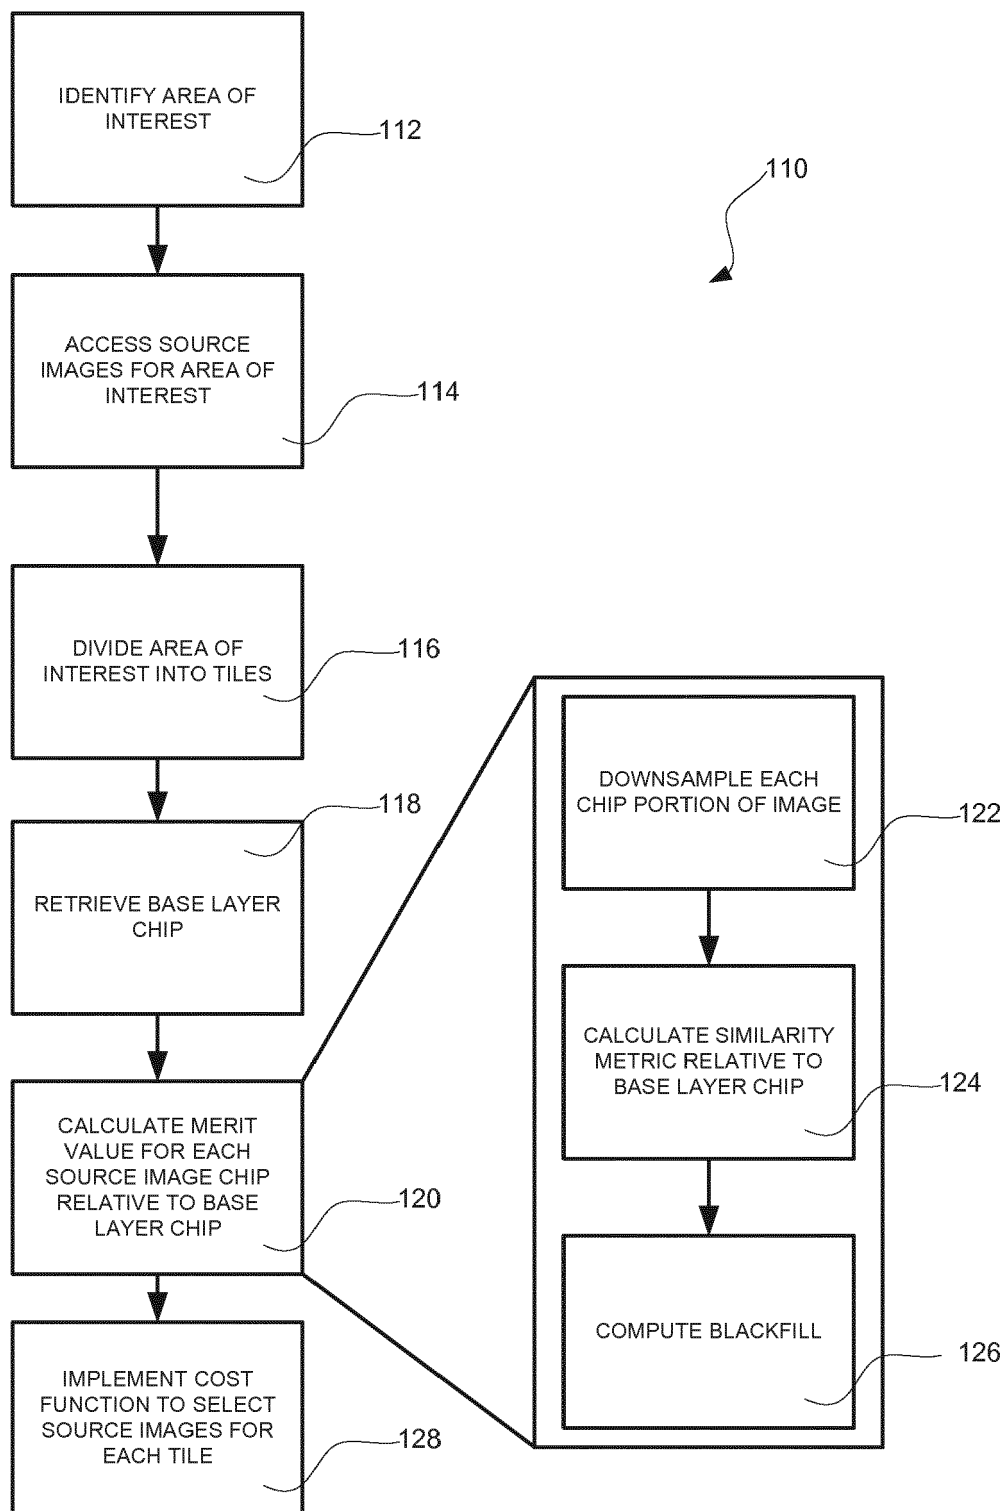 IDENTIFY AREA OF
INTEREST
112
110
ACCESS SOURCE
IMAGES FOR AREA OF
INTEREST
114
DIVIDE AREA OF
INTEREST INTO TILES
116
118
RETRIEVE BASE LAYER
CHIP
CALCULATE MERIT
VALUE FOR EACH
SOURCE IMAGE CHIP
RELATIVE TO BASE
LAYER CHIP
120
DOWNSAMPLE EACH
CHIP PORTION OF IMAGE
122
CALCULATE SIMILARITY
METRIC RELATIVE TO
BASE LAYER CHIP
124
COMPUTE BLACKFILL
126
IMPLEMENT COST
FUNCTION TO SELECT
SOURCE IMAGES FOR
EACH TILE
128